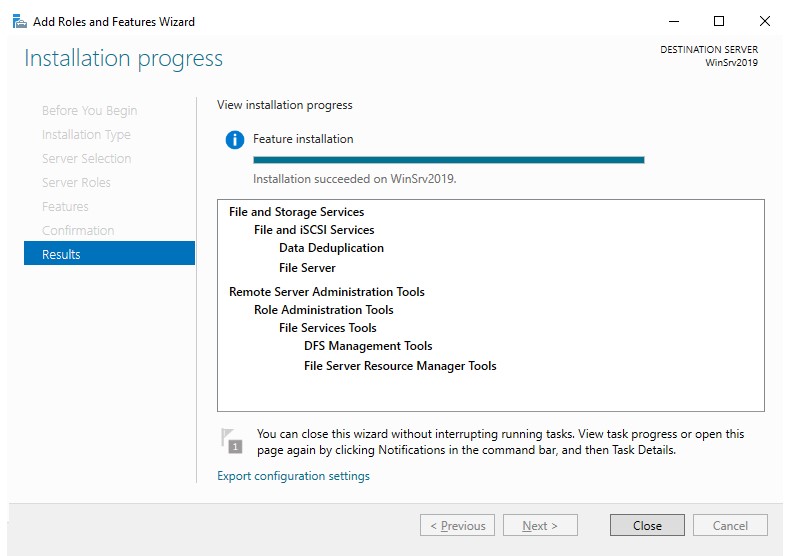 Add Roles and Features Wizard
Installation progress
DESTINATION SERVER
WinSrv2019
Before You Begin
Installation Type
Server Selection
Server Roles
Features
Confirmation
Results
View installation progress
Feature installation
Installation succeeded on WinSrv2019.
File and Storage Services
File and iSCSI Services
Data Deduplication
File Server
Remote Server Administration Tools
Role Administration Tools
File Services Tools
DFS Management Tools
File Server Resource Manager Tools
1
You can close this wizard without interrupting running tasks. View task progress or open this
page again by clicking Notifications in the command bar, and then Task Details.
Export configuration settings
< Previous
Next >
Close
Cancel